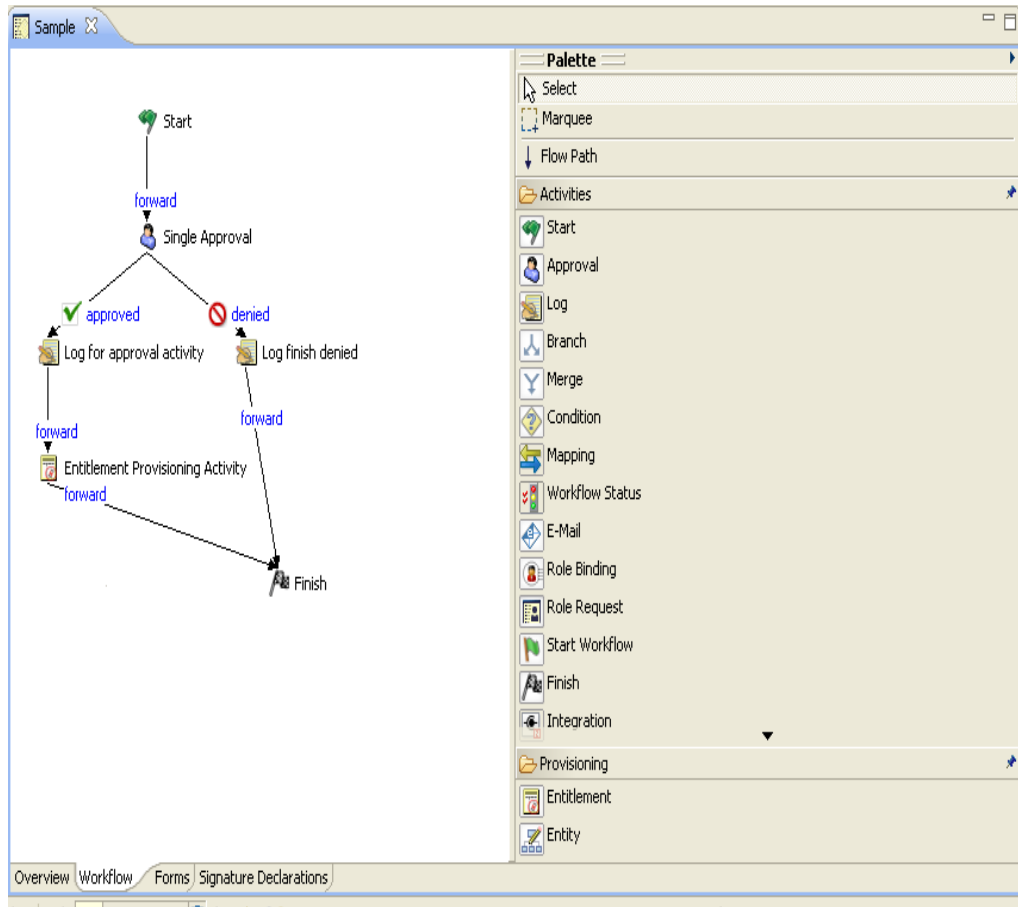 Sample
Start
forward
Single Approval
approved
denied
Log for approval activity
Log finish denied
forward
forward
Entitlement Provisioning Activity
forward
Finish
Palette
Select
Marquee
Flow Path
Activities
Start
Approval
Log
Branch
Merge
Condition
Mapping
Workflow Status
E-Mail
Role Binding
Role Request
Start Workflow
Finish
Integration
Provisioning
Entitlement
Entity
Overview Workflow Forms Signature Declarations